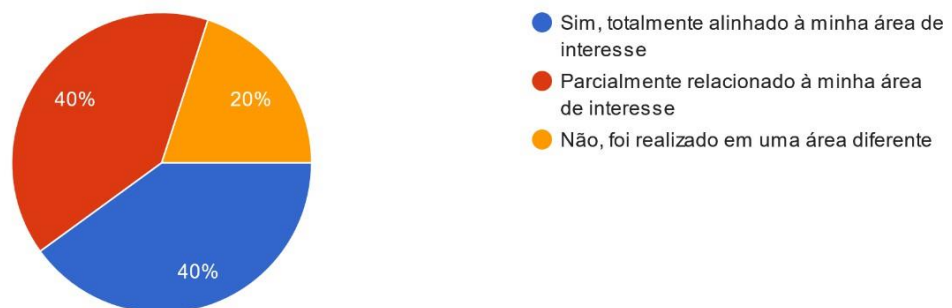 40%
20%
40%
Sim, totalmente alinhado à minha área de
interesse
Parcialmente relacionado à minha área
de interesse
Não, foi realizado em uma área diferente